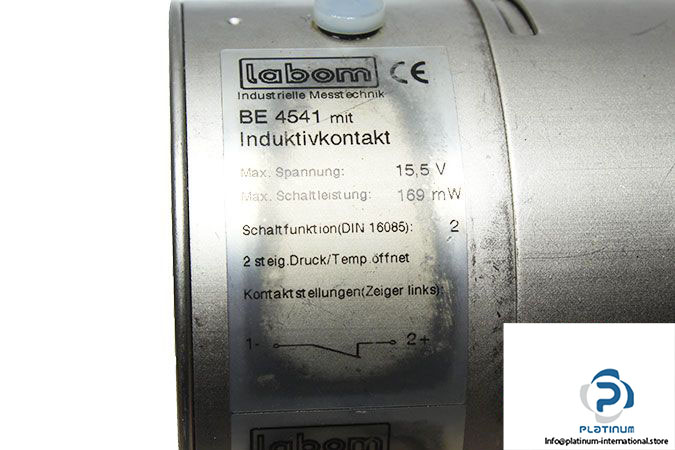 labom CE
Industrielle Messtechnik
BE 4541 mit
Induktivkontakt
Max. Spannung: 15,5 V
Max. Schaltleistung: 169 mW
Schaltfunktion(DIN 16085): 2
2 steig.Druck/Temp.öffnet
Kontaktstellungen(Zeiger links):
1- 2+
labom
PLATINUM
Info@platinum-international.store